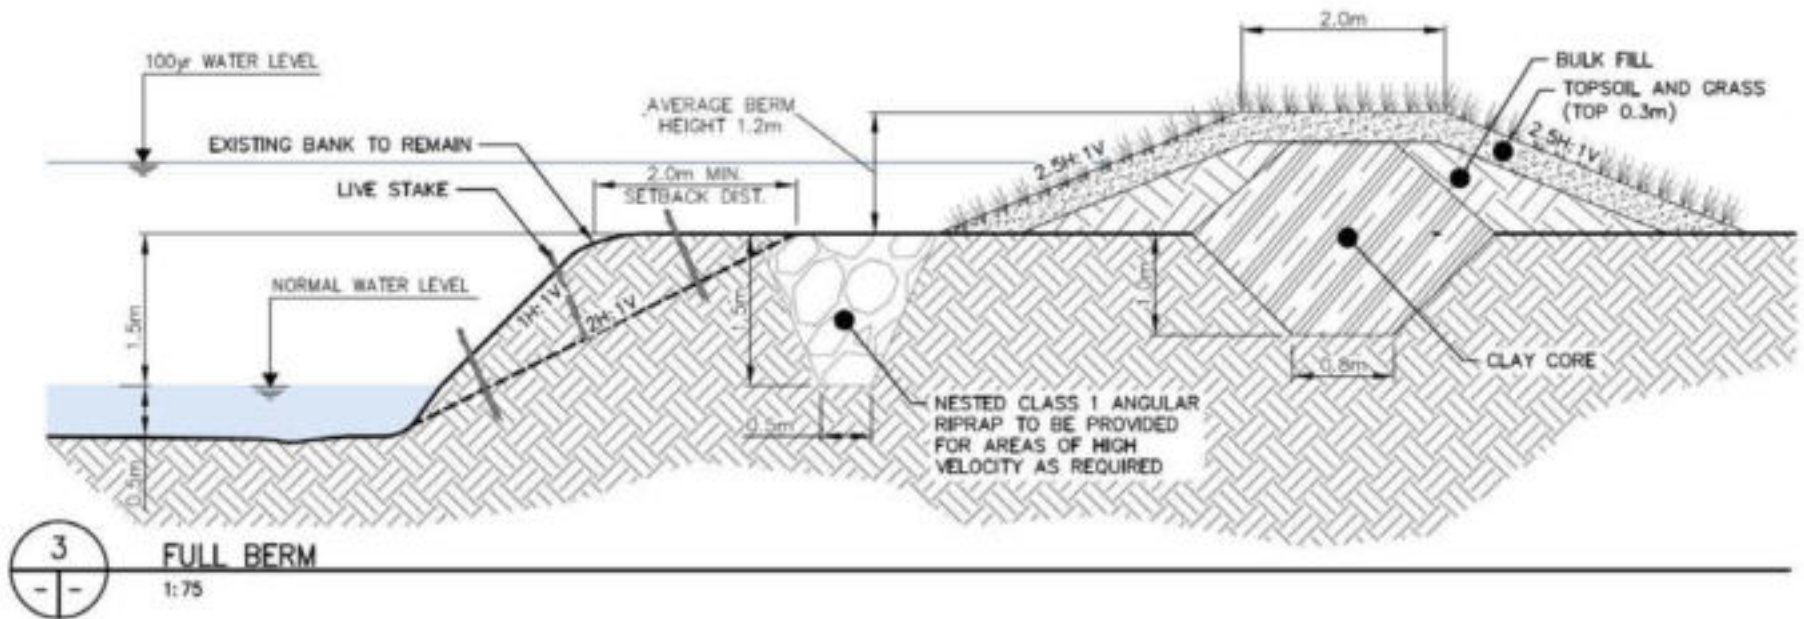 2.0m
100yr WATER LEVEL
BULK FILL
TOPSOIL AND GRASS
(TOP 0.3m)
AVERAGE BERM
HEIGHT 1.2m
EXISTING BANK TO REMAIN
2.5H:1V
2.5H:1V
2.0m MIN.
SETBACK DIST.
LIVE STAKE
NORMAL WATER LEVEL
1.5m
1H:1V
2H:1V
1.5m
1.0m
0.8m
CLAY CORE
0.5m
NESTED CLASS 1 ANGULAR
RIPRAP TO BE PROVIDED
FOR AREAS OF HIGH
VELOCITY AS REQUIRED
0.5m
3
- -
FULL BERM
1:75